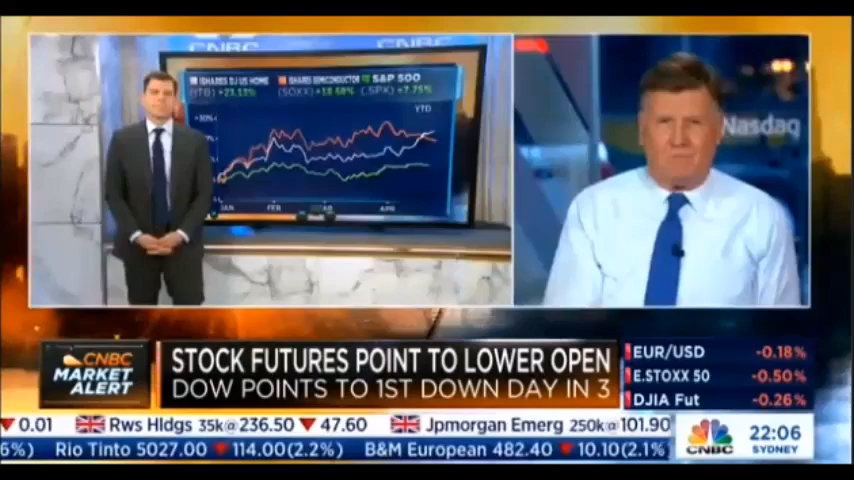 CNBC
CNBC
ISHARES DJ US HOME
(ITB) +23.13%
ISHARES SEMICONDUCTOR
(SOXX) +18.68%
S&P 500
(.SPX) +7.75%
YTD
+30%
JAN
FEB
APR
Nasdaq
CNBC
MARKET
ALERT
STOCK FUTURES POINT TO LOWER OPEN
DOW POINTS TO 1ST DOWN DAY IN 3
EUR/USD -0.18%
E.STOXX 50 -0.50%
DJIA Fut -0.26%
▼ 0.01 Rws Hldgs 35k@236.50 ▼ 47.60 Jpmorgan Emerg 250k@101.90
6%) Rio Tinto 5027.00 ▼ 114.00(2.2%) B&M European 482.40 ▼ 10.10(2.1%)
CNBC
22:06
SYDNEY